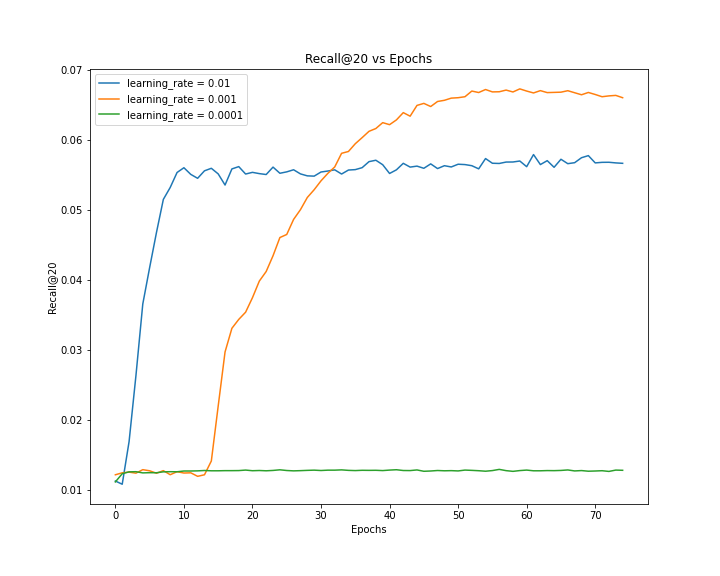 Recall@20 vs Epochs
learning_rate = 0.01
learning_rate = 0.001
learning_rate = 0.0001
0.07
0.06
0.05
0.04
0.03
0.02
0.01
Recall@20
0 10 20 30 40 50 60 70
Epochs